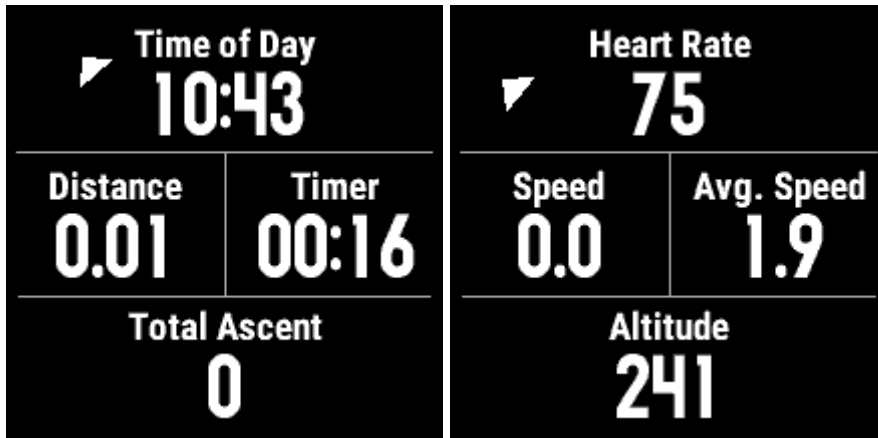 Time of Day
10:43
Distance
0.01
Timer
00:16
Total Ascent
0
Heart Rate
75
Speed
0.0
Avg. Speed
1.9
Altitude
241